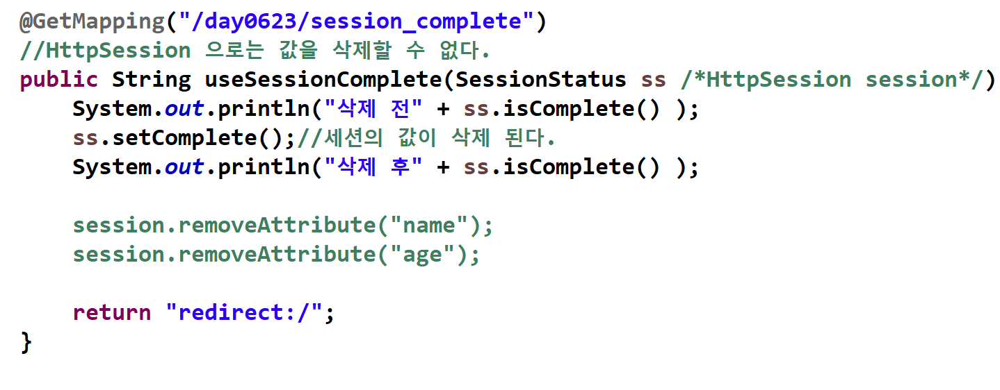 @GetMapping("/day0623/session_complete")
//HttpSession 으로는 값을 삭제할 수 없다.
public String useSessionComplete(SessionStatus ss /*HttpSession session*/)
System.out.println("삭제 전" + ss.isComplete() );
ss.setComplete();//세션의 값이 삭제 된다.
System.out.println("삭제 후" + ss.isComplete() );
session.removeAttribute("name");
session.removeAttribute("age");
return "redirect:/";
}